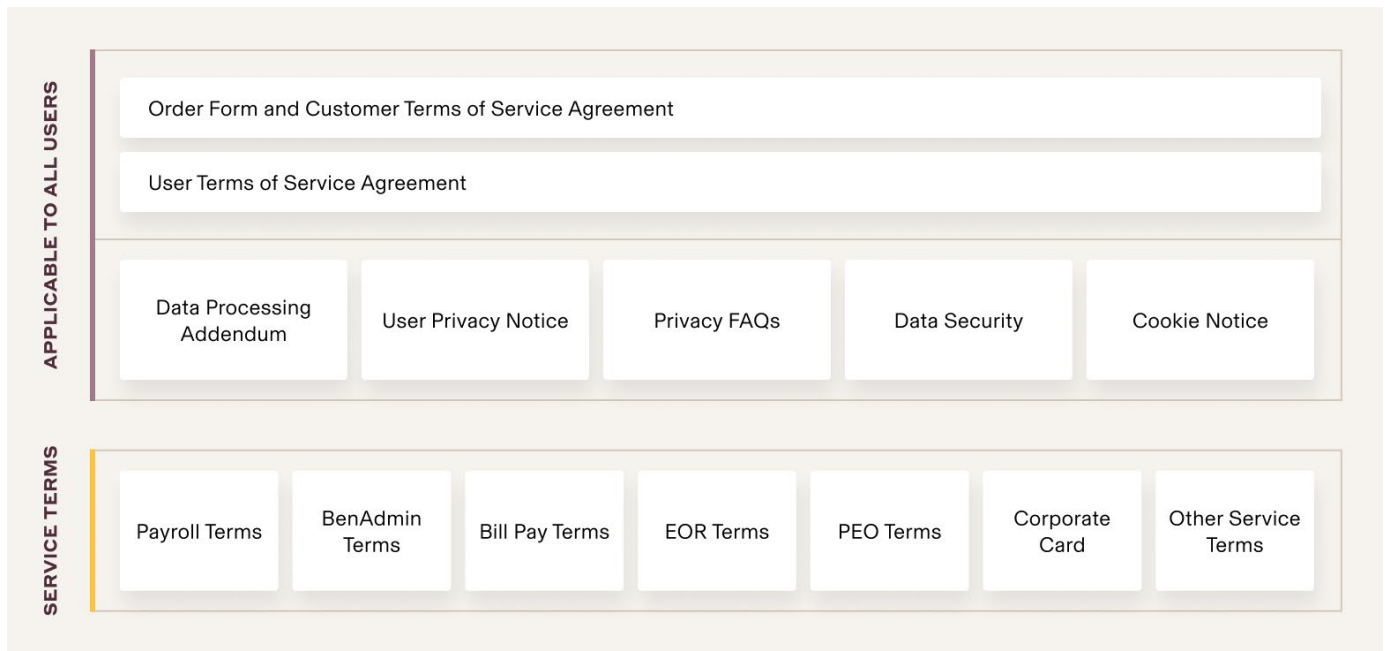 APPLICABLE TO ALL USERS
Order Form and Customer Terms of Service Agreement
User Terms of Service Agreement
Data Processing
Addendum
User Privacy Notice
Privacy FAQs
Data Security
Cookie Notice
SERVICE TERMS
Payroll Terms
BenAdmin
Terms
Bill Pay Terms
EOR Terms
PEO Terms
Corporate
Card
Other Service
Terms